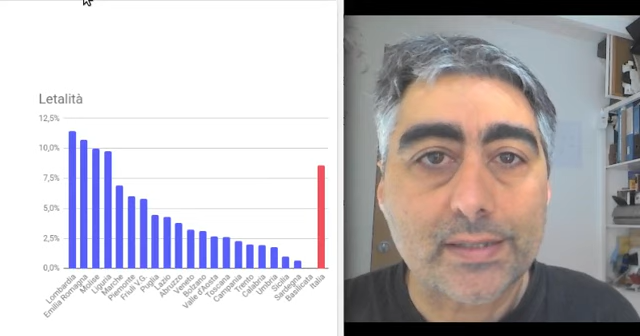 Letalità
12,5%
10,0%
7,5%
5,0%
2,5%
0,0%
Lombardia
Emilia Romagna
Molise
Liguria
Marche
Piemonte
Friuli V.G.
Puglia
Lazio
Abruzzo
Veneto
Bolzano
Valle d'Aosta
Toscana
Campania
Trento
Calabria
Umbria
Sicilia
Sardegna
Basilicata
Italia